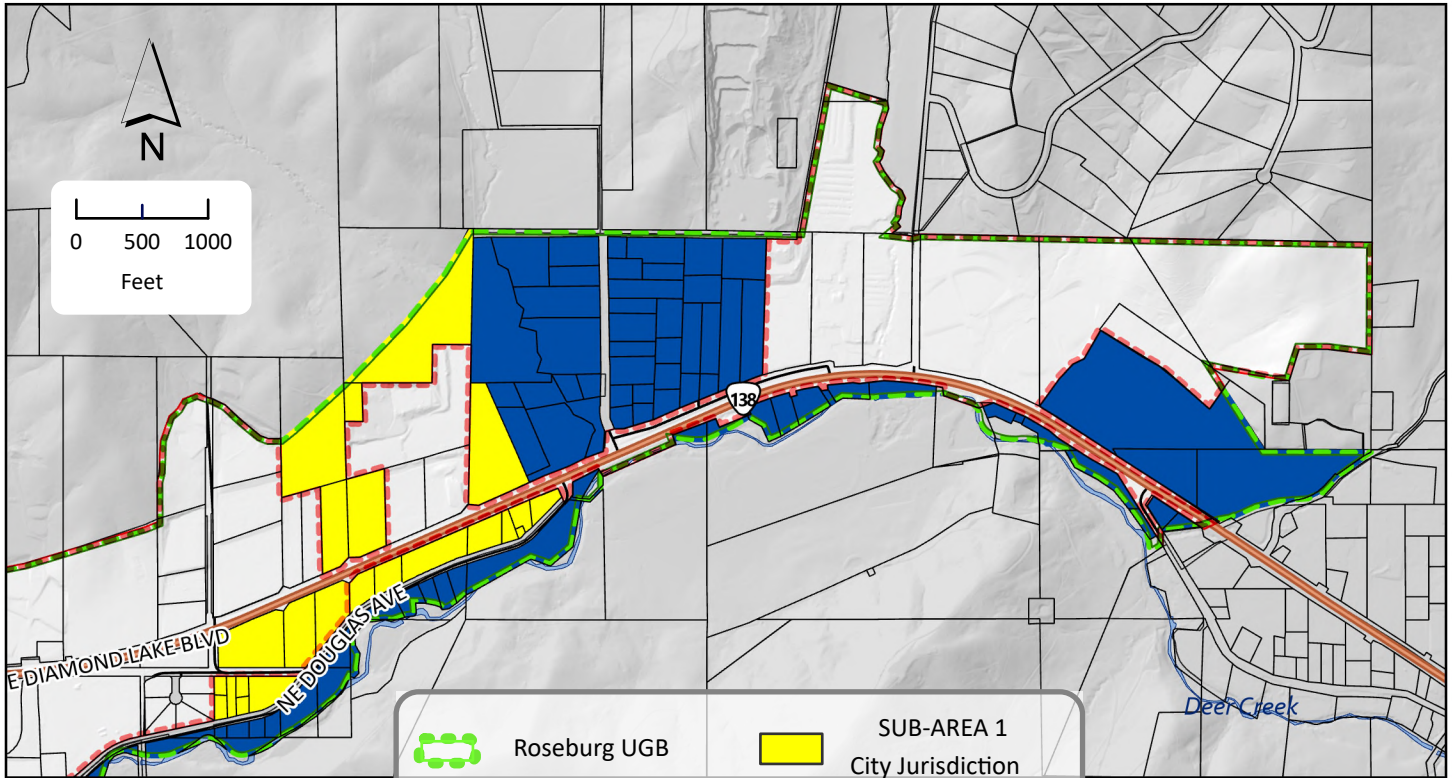 N
0 500 1000
Feet
138
E DIAMOND LAKE BLVD
NE DOUGLAS AVE
Deer Creek
Roseburg UGB
SUB-AREA 1
City Jurisdiction